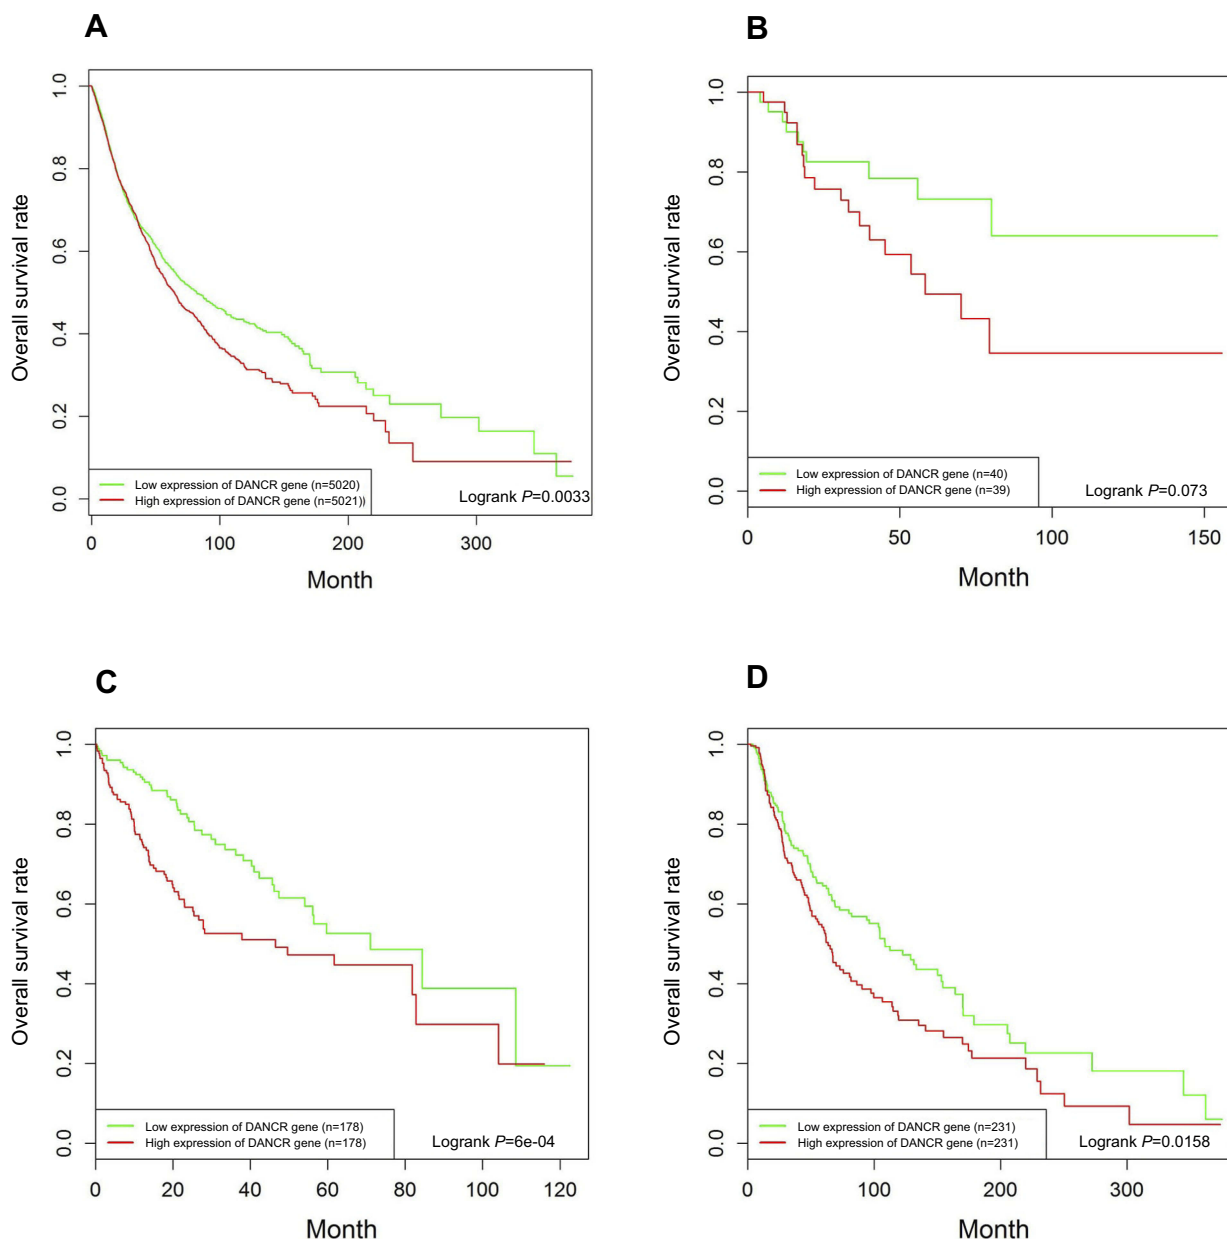 A
Overall survival rate
1.0
0.8
0.6
0.4
0.2
0.0
Low expression of DANCR gene (n=5020)
High expression of DANCR gene (n=5021))
Logrank P=0.0033
0 100 200 300
Month
B
Overall survival rate
1.0
0.8
0.6
0.4
0.2
0.0
Low expression of DANCR gene (n=40)
High expression of DANCR gene (n=39)
Logrank P=0.073
0 50 100 150
Month
C
Overall survival rate
1.0
0.8
0.6
0.4
0.2
0.0
Low expression of DANCR gene (n=178)
High expression of DANCR gene (n=178)
Logrank P=6e-04
0 20 40 60 80 100 120
Month
D
Overall survival rate
1.0
0.8
0.6
0.4
0.2
0.0
Low expression of DANCR gene (n=231)
High expression of DANCR gene (n=231)
Logrank P=0.0158
0 100 200 300
Month